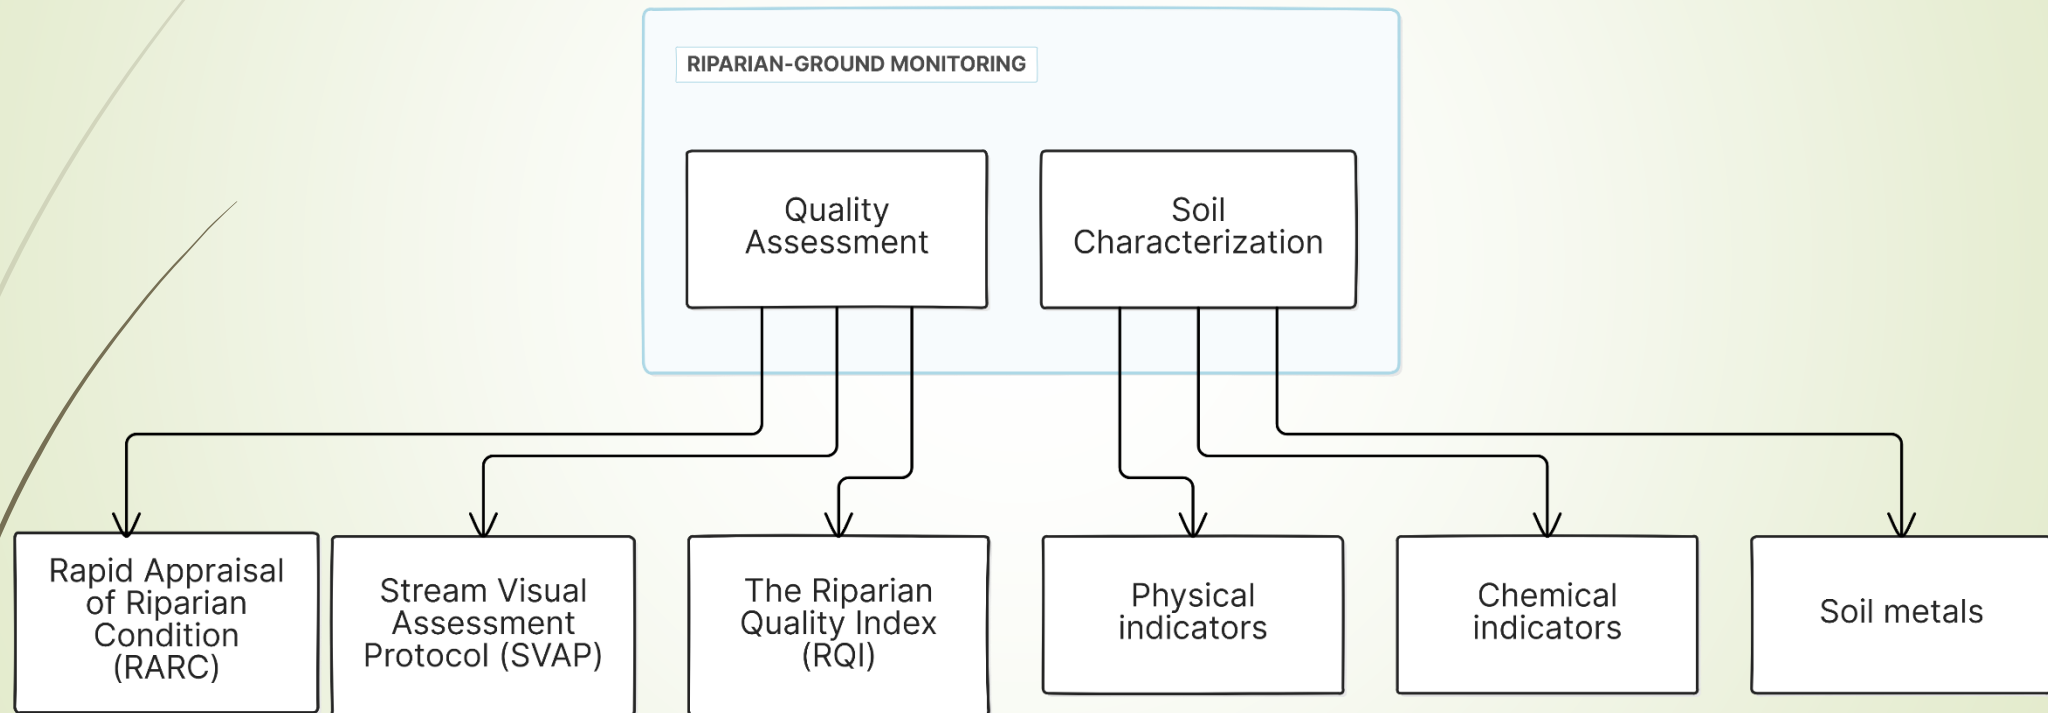 RIPARIAN-GROUND MONITORING
Quality
Assessment
Soil
Characterization
Rapid Appraisal
of Riparian
Condition
(RARC)
Stream Visual
Assessment
Protocol (SVAP)
The Riparian
Quality Index
(RQI)
Physical
indicators
Chemical
indicators
Soil metals